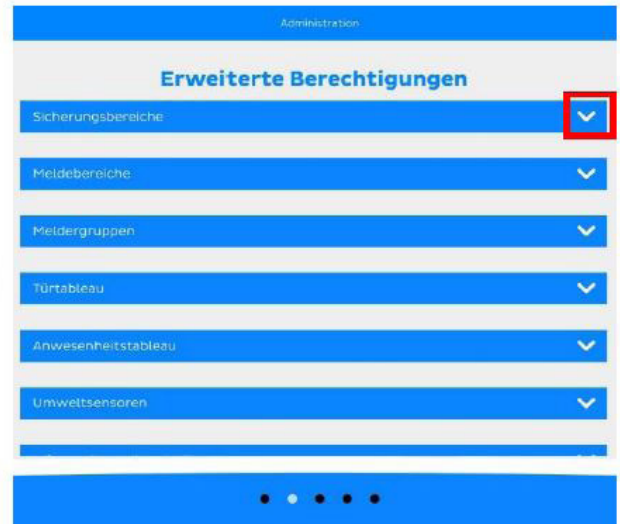 Administration
Erweiterte Berechtigungen
Sicherungsbereiche
Meldebereiche
Meldergruppen
Türtableau
Anwesenheitstableau
Umweltsensoren